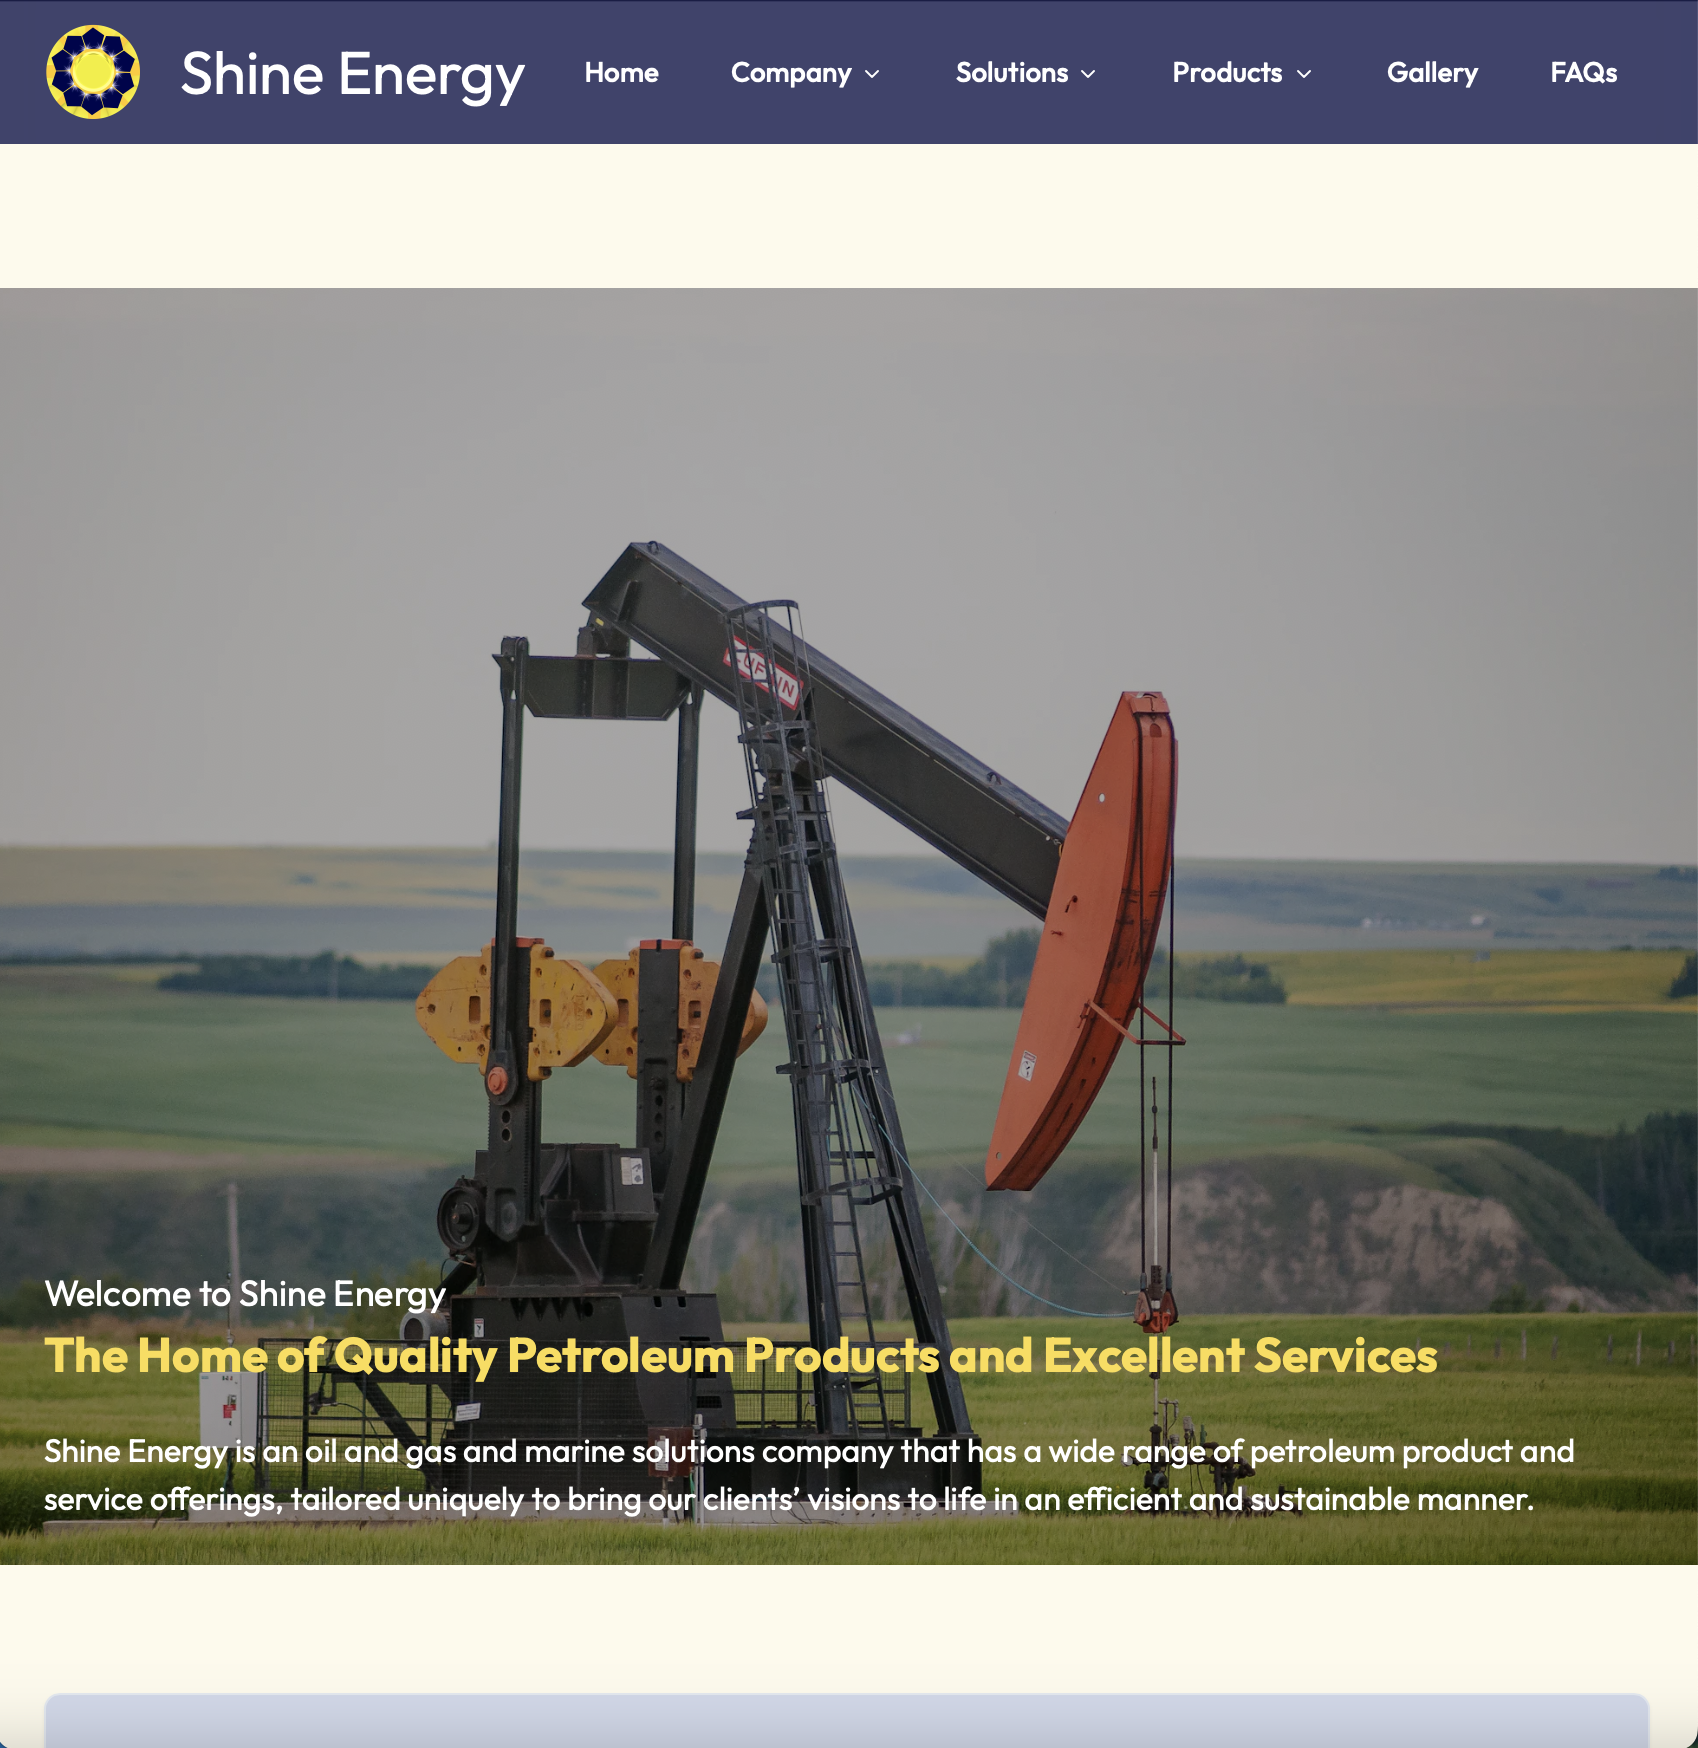 Shine Energy
Home
Company
Solutions
Products
Gallery
FAQs
Welcome to Shine Energy
The Home of Quality Petroleum Products and Excellent Services
Shine Energy is an oil and gas and marine solutions company that has a wide range of petroleum product and
service offerings, tailored uniquely to bring our clients’ visions to life in an efficient and sustainable manner.